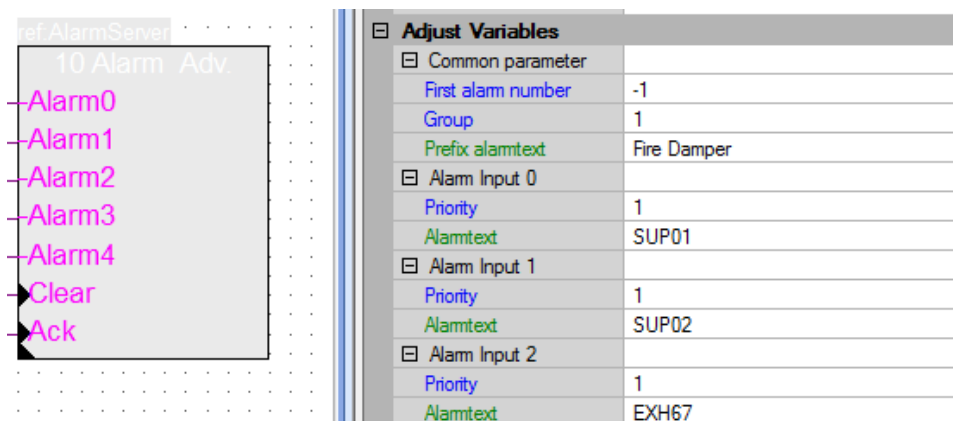 ref:AlarmServer
10 Alarm Adv.
Alarm0
Alarm1
Alarm2
Alarm3
Alarm4
Clear
Ack
Adjust Variables
Common parameter
First alarm number -1
Group 1
Prefix alarmtext Fire Damper
Alarm Input 0
Priority 1
Alarmtext SUP01
Alarm Input 1
Priority 1
Alarmtext SUP02
Alarm Input 2
Priority 1
Alarmtext EXH67